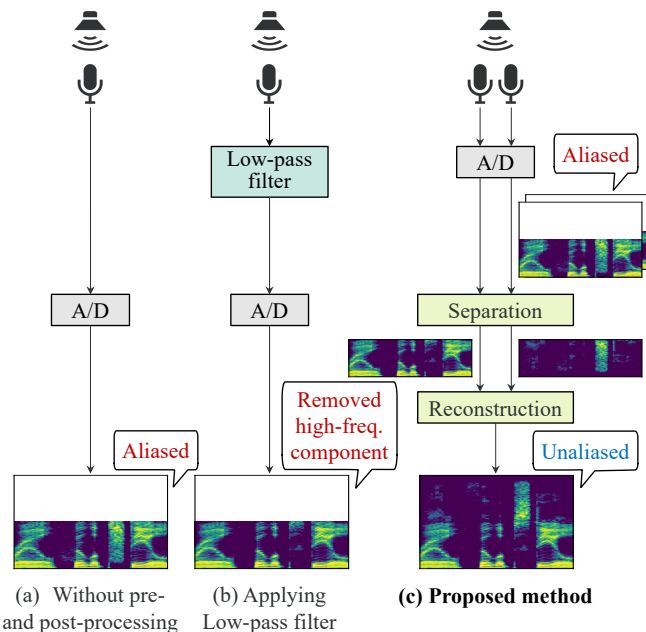 Low-pass
filter
A/D
Aliased
A/D
A/D
Separation
Removed
high-freq.
component
Reconstruction
Aliased
Unaliased
(a) Without pre-
and post-processing
(b) Applying
Low-pass filter
(c) Proposed method